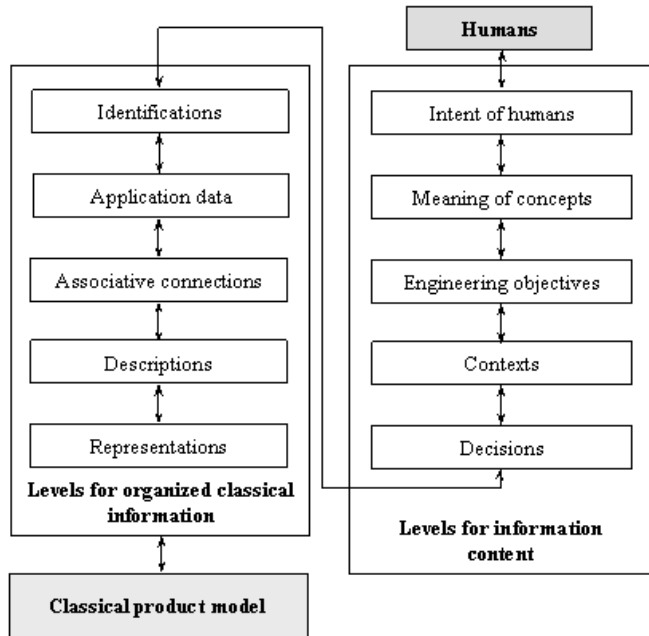 Humans
Identifications
Application data
Associative connections
Descriptions
Representations
Levels for organized classical
information
Classical product model
Intent of humans
Meaning of concepts
Engineering objectives
Contexts
Decisions
Levels for information
content